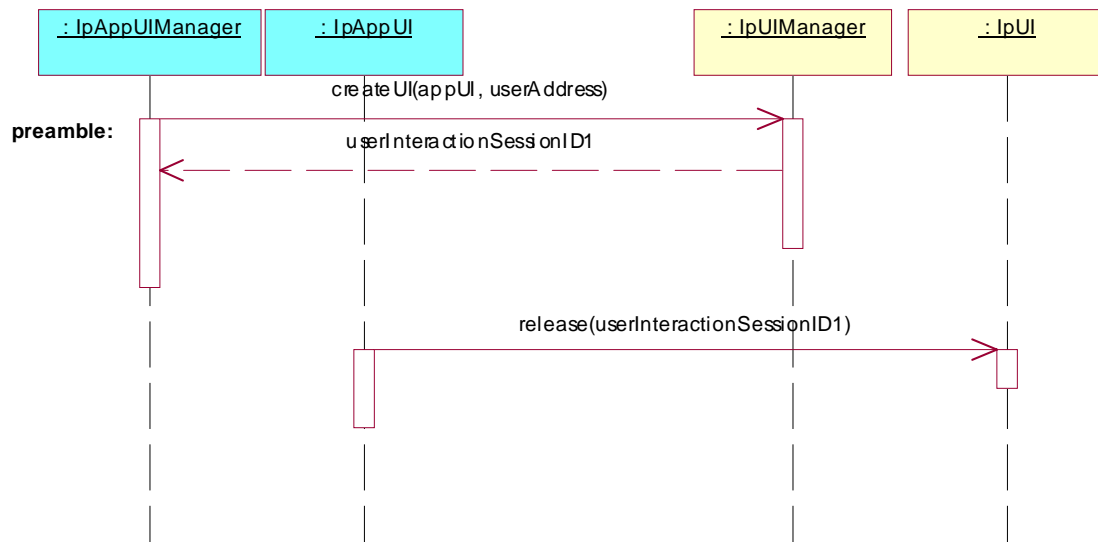 : IpAppUIManager
: IpAppUI
: IpUIManager
: IpUI
createUI(appUI, userAddress)
preamble:
userInteractionSessionID1
release(userInteractionSessionID1)